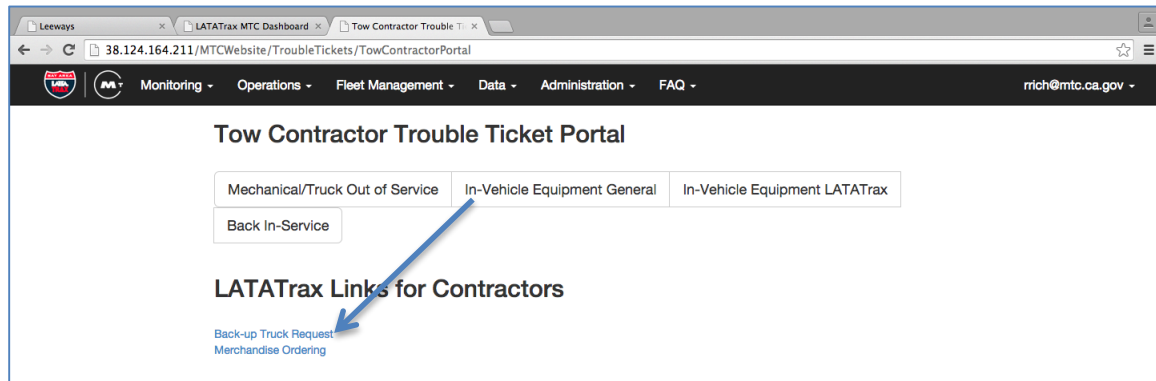 Leeways
LATATrax MTC Dashboard
Tow Contractor Trouble Ti
38.124.164.211/MTCWebsite/TroubleTickets/TowContractorPortal
Monitoring Operations Fleet Management Data Administration FAQ rrich@mtc.ca.gov
Tow Contractor Trouble Ticket Portal
Mechanical/Truck Out of Service In-Vehicle Equipment General In-Vehicle Equipment LATATrax
Back In-Service
LATATrax Links for Contractors
Back-up Truck Request
Merchandise Ordering